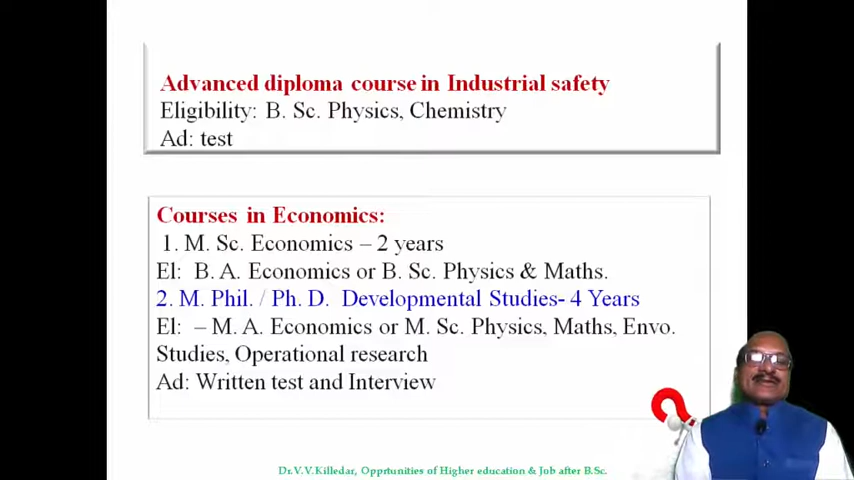 Advanced diploma course in Industrial safety
Eligibility: B. Sc. Physics, Chemistry
Ad: test
Courses in Economics:
1. M. Sc. Economics – 2 years
El: B. A. Economics or B. Sc. Physics & Maths.
2. M. Phil. / Ph. D. Developmental Studies- 4 Years
El: – M. A. Economics or M. Sc. Physics, Maths, Envo.
Studies, Operational research
Ad: Written test and Interview
Dr.V.V.Killedar, Opprtunities of Higher education & Job after B.Sc.